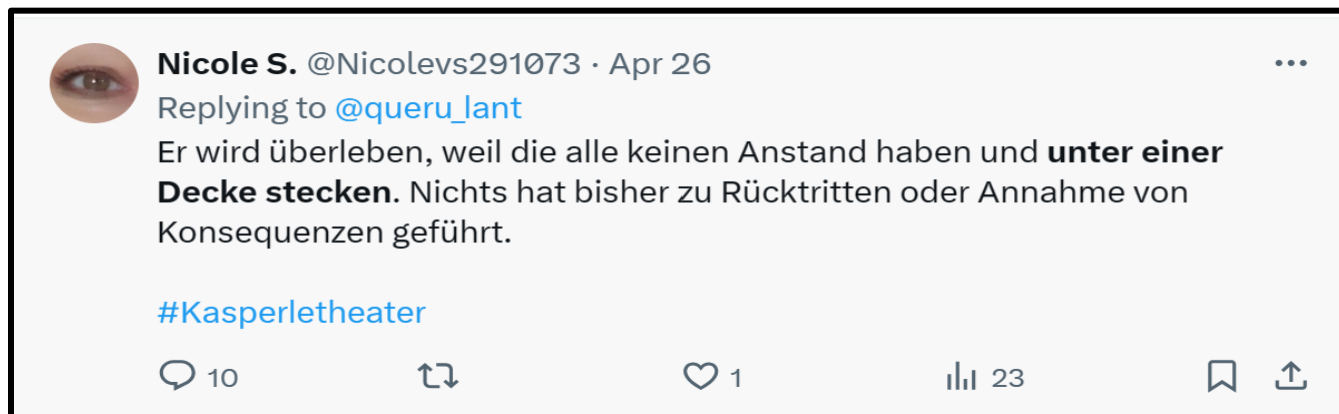 Nicole S. @Nicolevs291073 · Apr 26
Replying to @queru_lant
Er wird überleben, weil die alle keinen Anstand haben und unter einer
Decke stecken. Nichts hat bisher zu Rücktritten oder Annahme von
Konsequenzen geführt.
#Kasperletheater
10 1 23